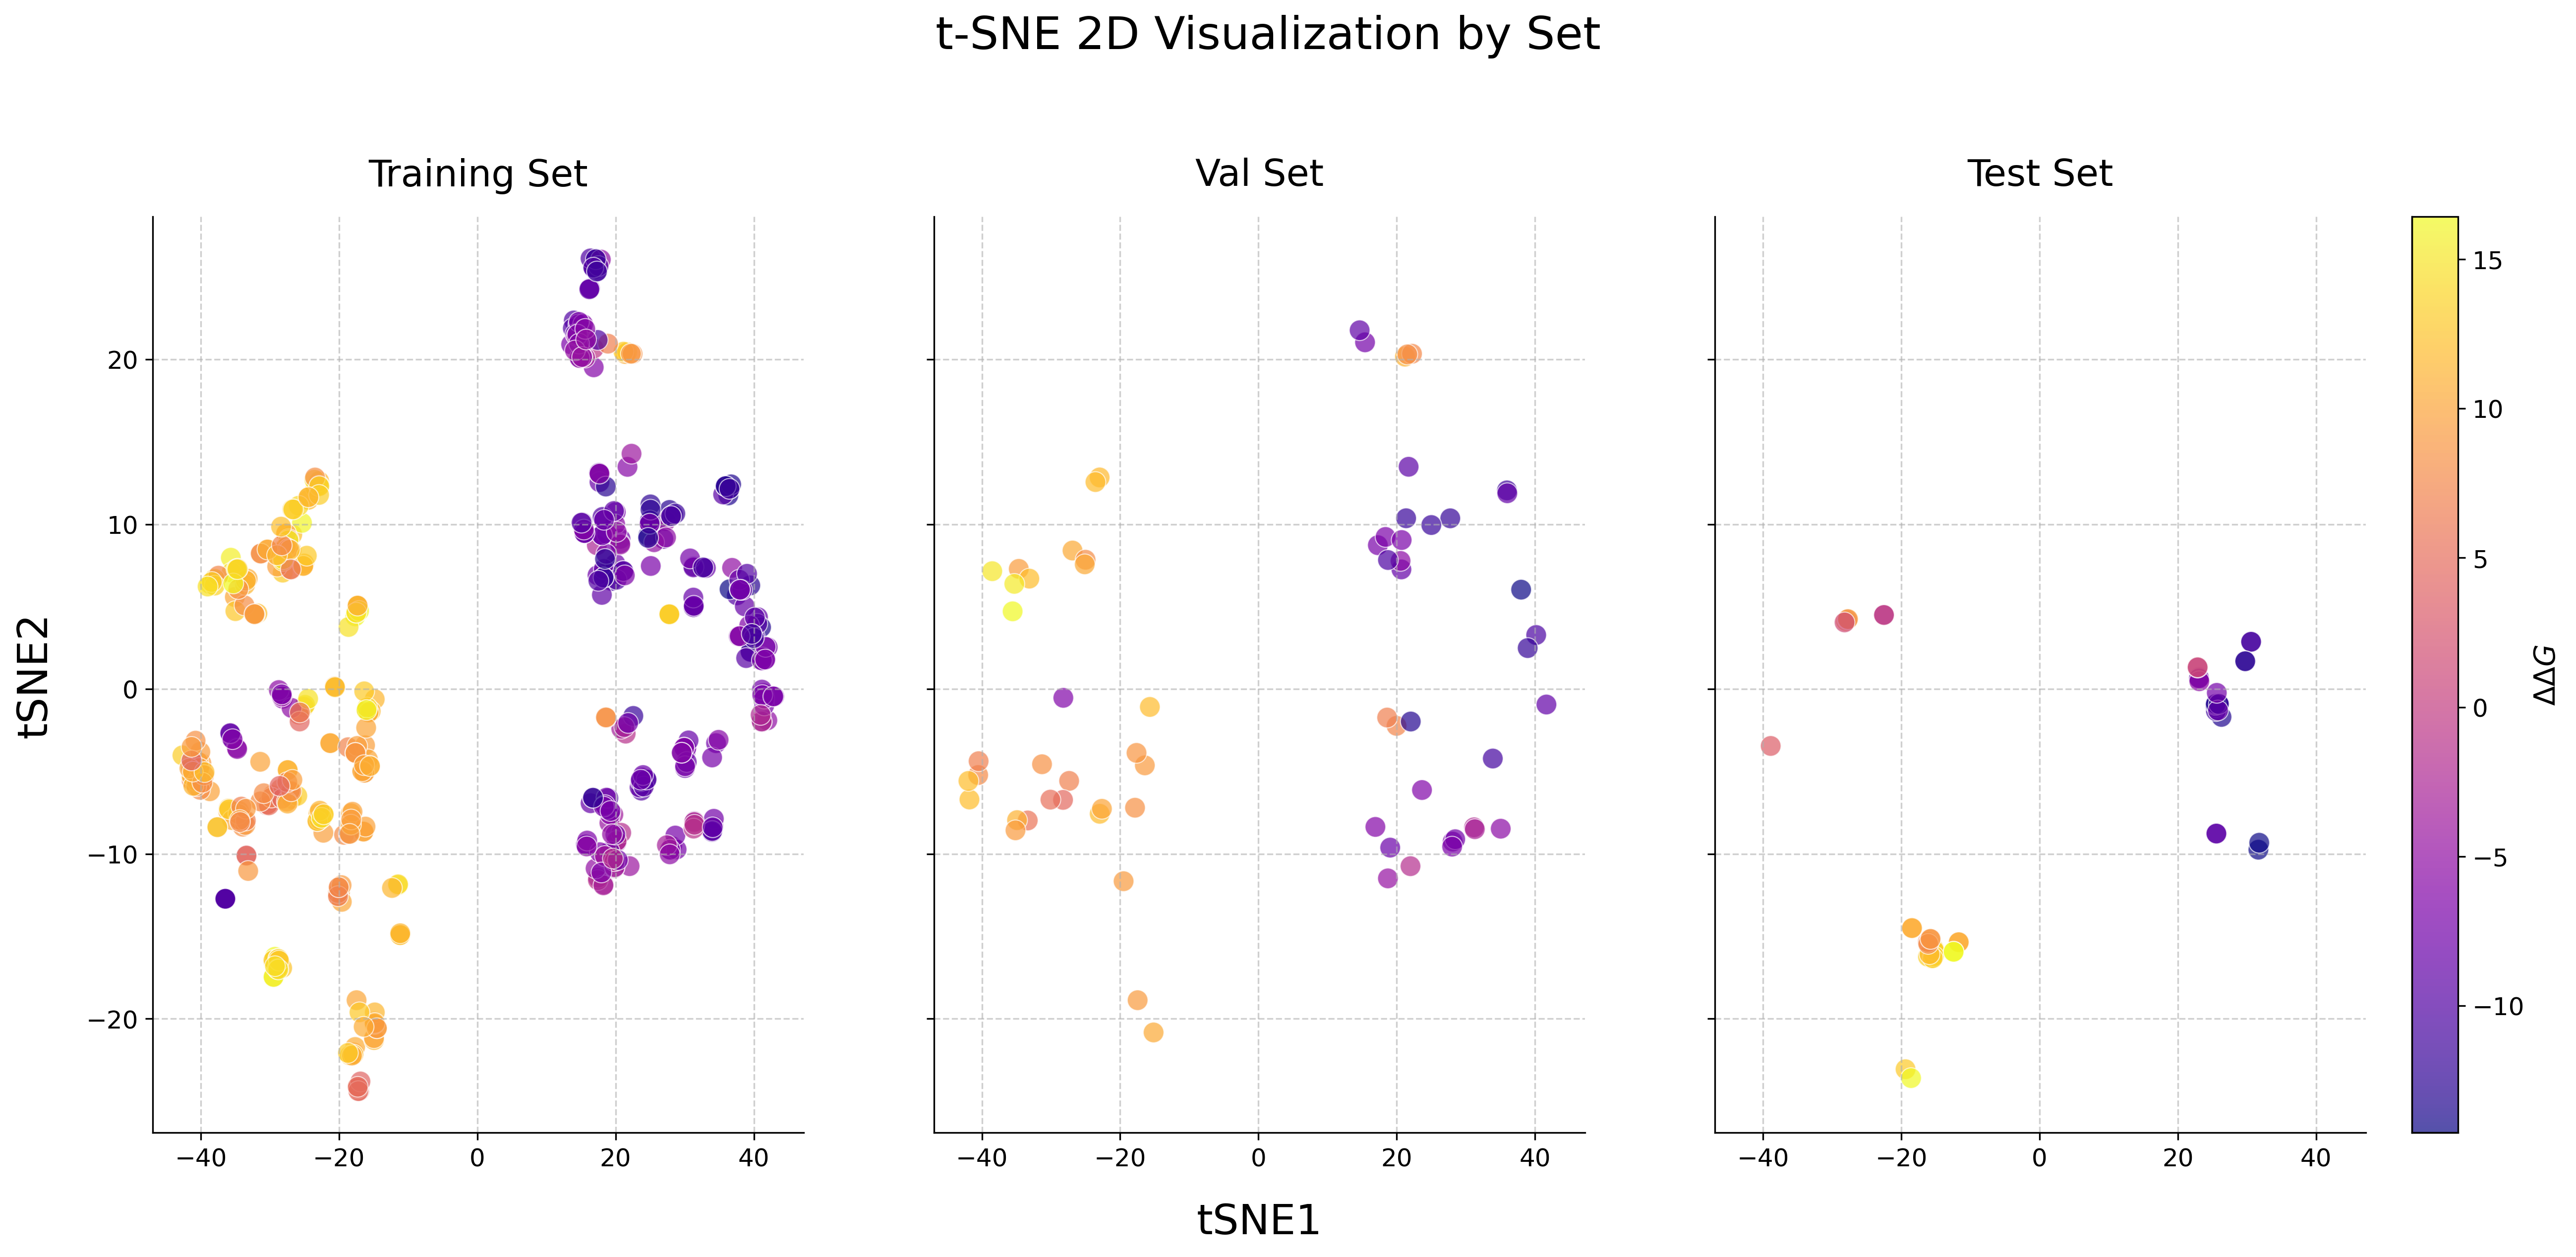 t-SNE 2D Visualization by Set
Training Set
Val Set
Test Set
tSNE2
20
10
0
−10
−20
−40 −20 0 20 40
−40 −20 0 20 40
−40 −20 0 20 40
tSNE1
15
10
5
0
−5
−10
ΔΔG